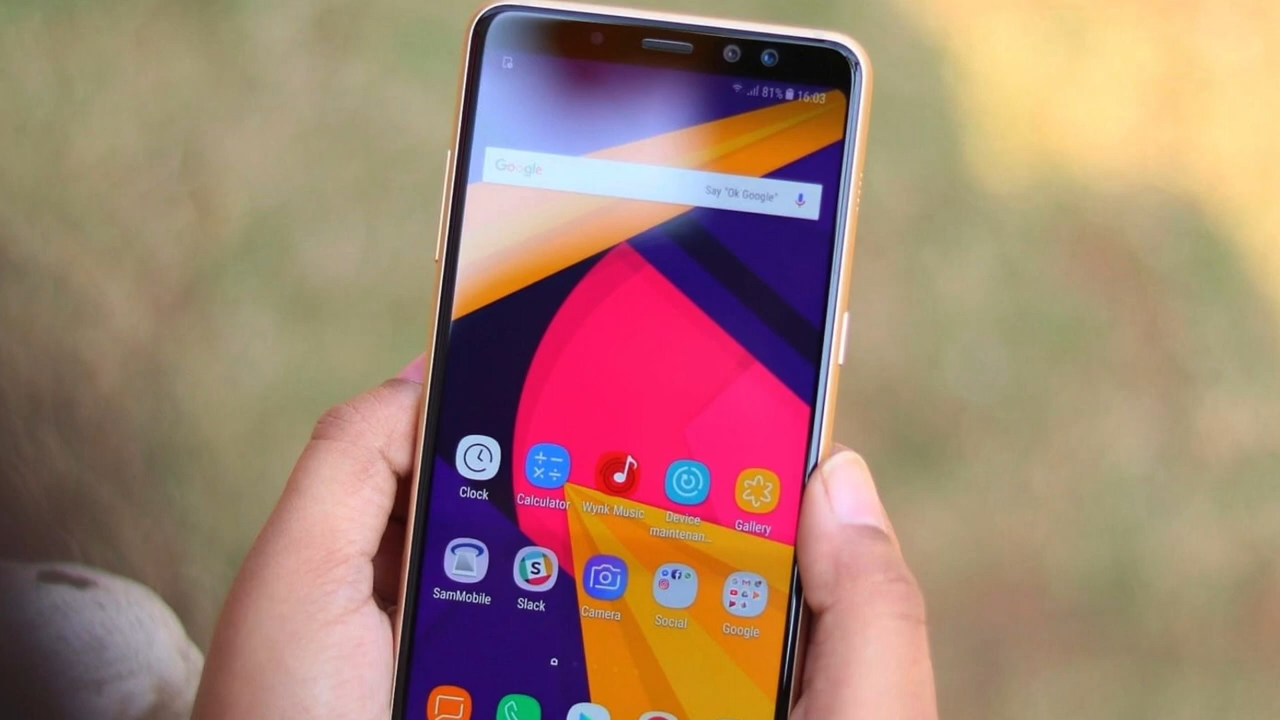 81% 16:03
Google Say "Ok Google"
Clock Calculator Wynk Music Device Gallery
maintenan...
SamMobile Slack Camera Social Google